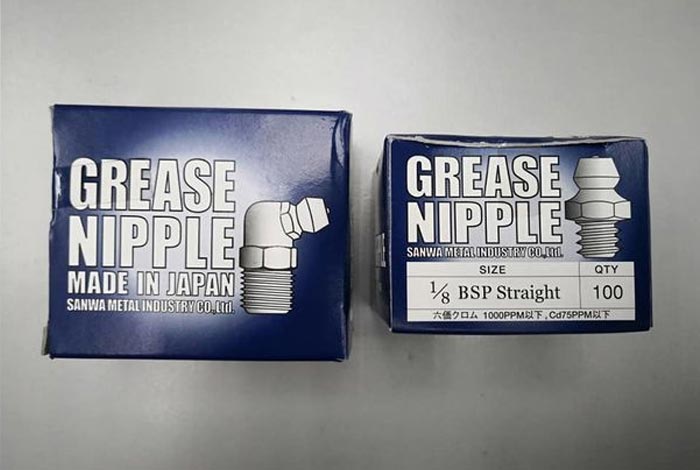 GREASE
NIPPLE
MADE IN JAPAN
SANWA METAL INDUSTRY CO.,Ltd.
GREASE
NIPPLE
SANWA METAL INDUSTRY CO.,Ltd.
SIZE QTY
1/8 BSP Straight 100
六価クロム 1000PPM以下 , Cd75PPM以下